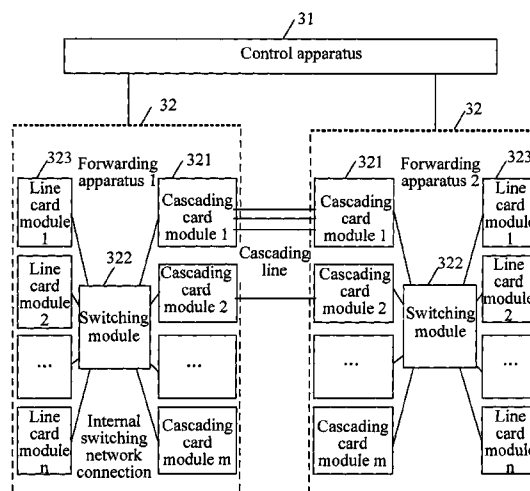 31
Control apparatus
32
32
323
Forwarding
apparatus 1
321
321
Forwarding
apparatus 2
323
Line
card
module
1
Cascading
card
module 1
Cascading
card
module 1
Line
card
module
1
Cascading
line
322
322
Line
card
module
2
Switching
module
Cascading
card
module 2
Cascading
card
module 2
Switching
module
Line
card
module
2
...
...
...
...
Line
card
module
n
Internal
switching
network
connection
Cascading
card
module m
Cascading
card
module m
Line
card
module
n